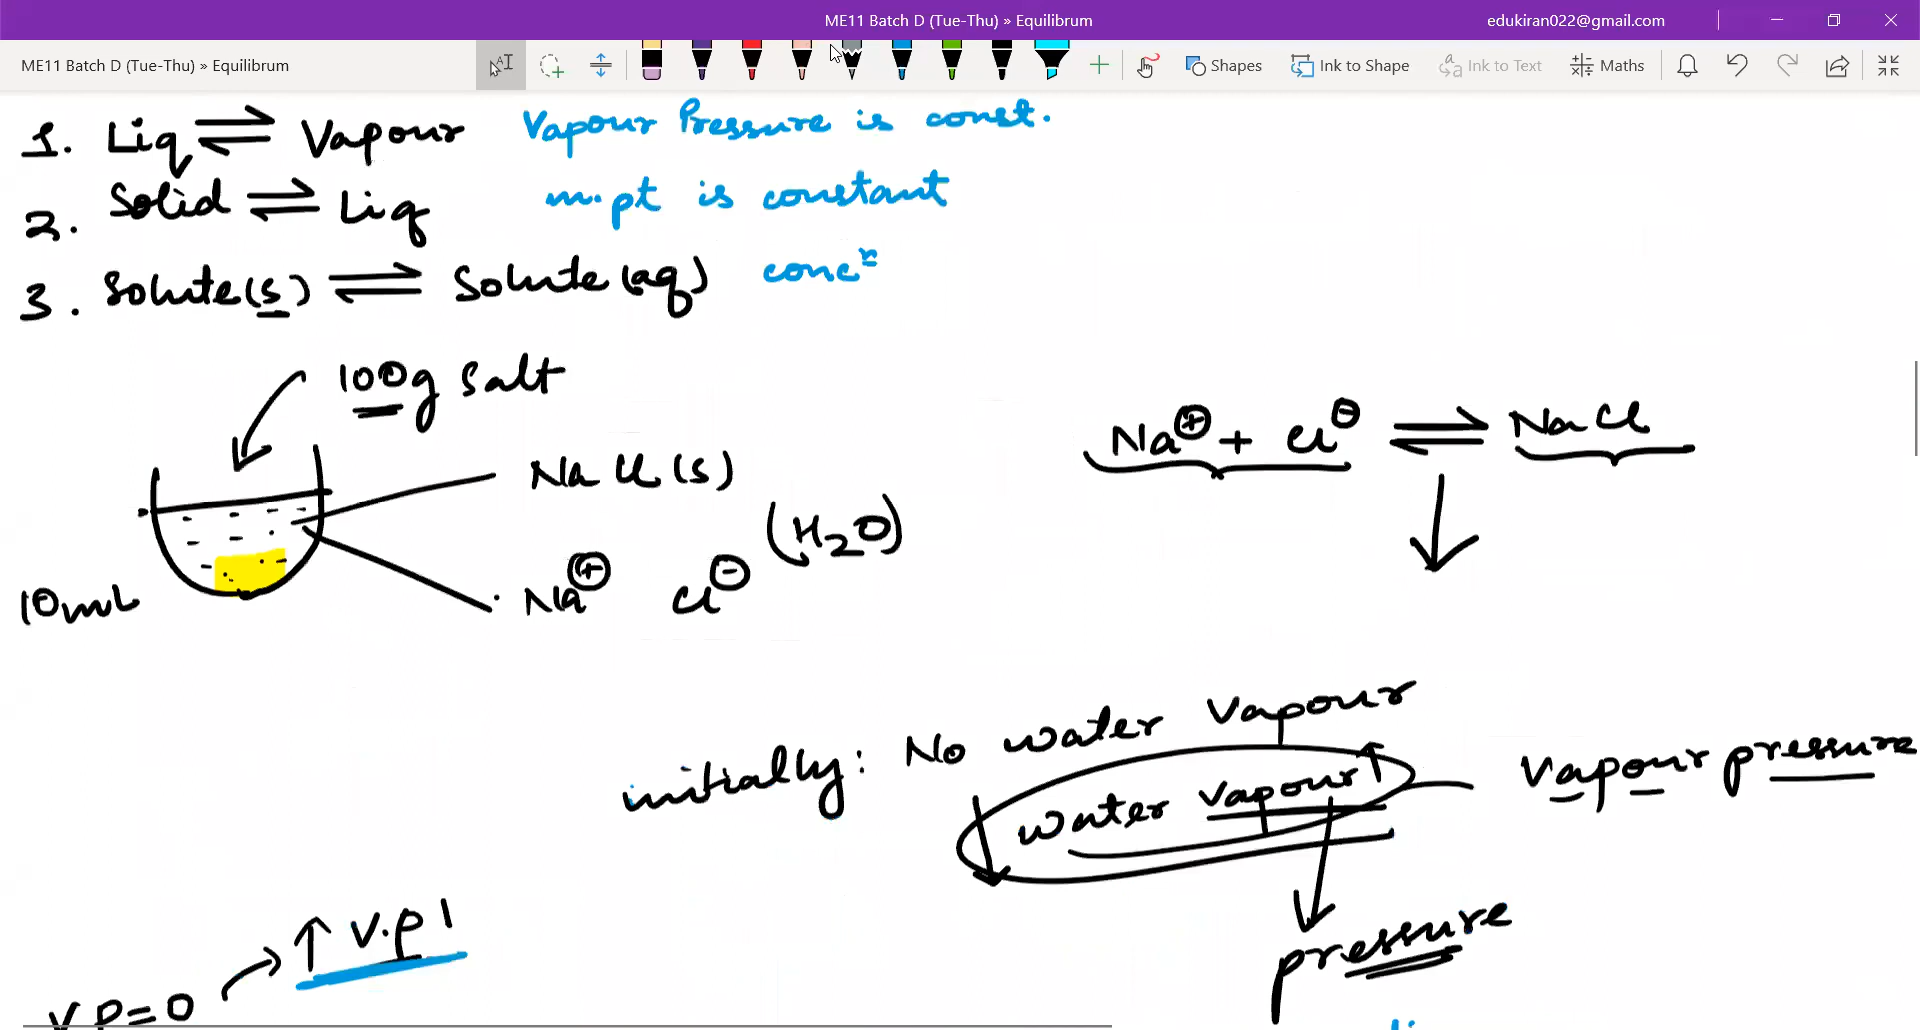 ME11 Batch D (Tue-Thu) » Equilibrum
edukiran022@gmail.com
ME11 Batch D (Tue-Thu) » Equilibrum
Shapes
Ink to Shape
Ink to Text
Maths
1. Liq ⇌ Vapour Vapour Pressure is const.
2. Solid ⇌ Liq m.pt is constant
3. Solute(s) ⇌ Solute (aq) concⁿ
100g salt
Na⊕ + Cl⊖ ⇌ NaCl
NaCl(s)
(H2O)
10mL
Na⊕ Cl⊖
initially: No water vapour
water vapour↑
vapour pressure
↑ v.p
pressure
V.P=0